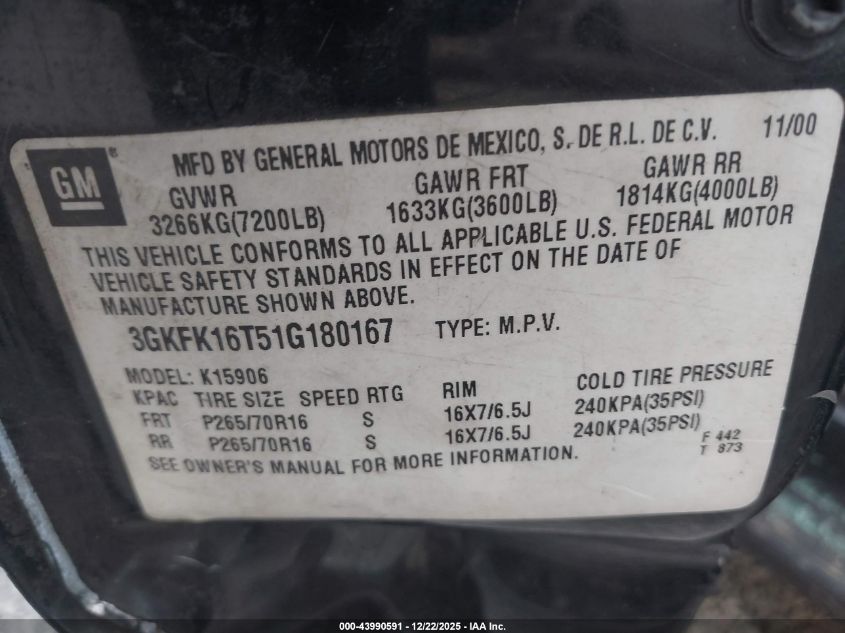 GM
MFD BY GENERAL MOTORS DE MEXICO, S. DE R.L. DE C.V. 11/00
GVWR GAWR FRT GAWR RR
3266KG(7200LB) 1633KG(3600LB) 1814KG(4000LB)
THIS VEHICLE CONFORMS TO ALL APPLICABLE U.S. FEDERAL MOTOR
VEHICLE SAFETY STANDARDS IN EFFECT ON THE DATE OF
MANUFACTURE SHOWN ABOVE.
3GKFK16T51G180167 TYPE: M.P.V.
MODEL: K15906
KPAC TIRE SIZE SPEED RTG RIM COLD TIRE PRESSURE
FRT P265/70R16 S 16X7/6.5J 240KPA(35PSI)
RR P265/70R16 S 16X7/6.5J 240KPA(35PSI)
SEE OWNER'S MANUAL FOR MORE INFORMATION.
F 442
T 873
000-43990591 - 12/22/2025 - IAA Inc.